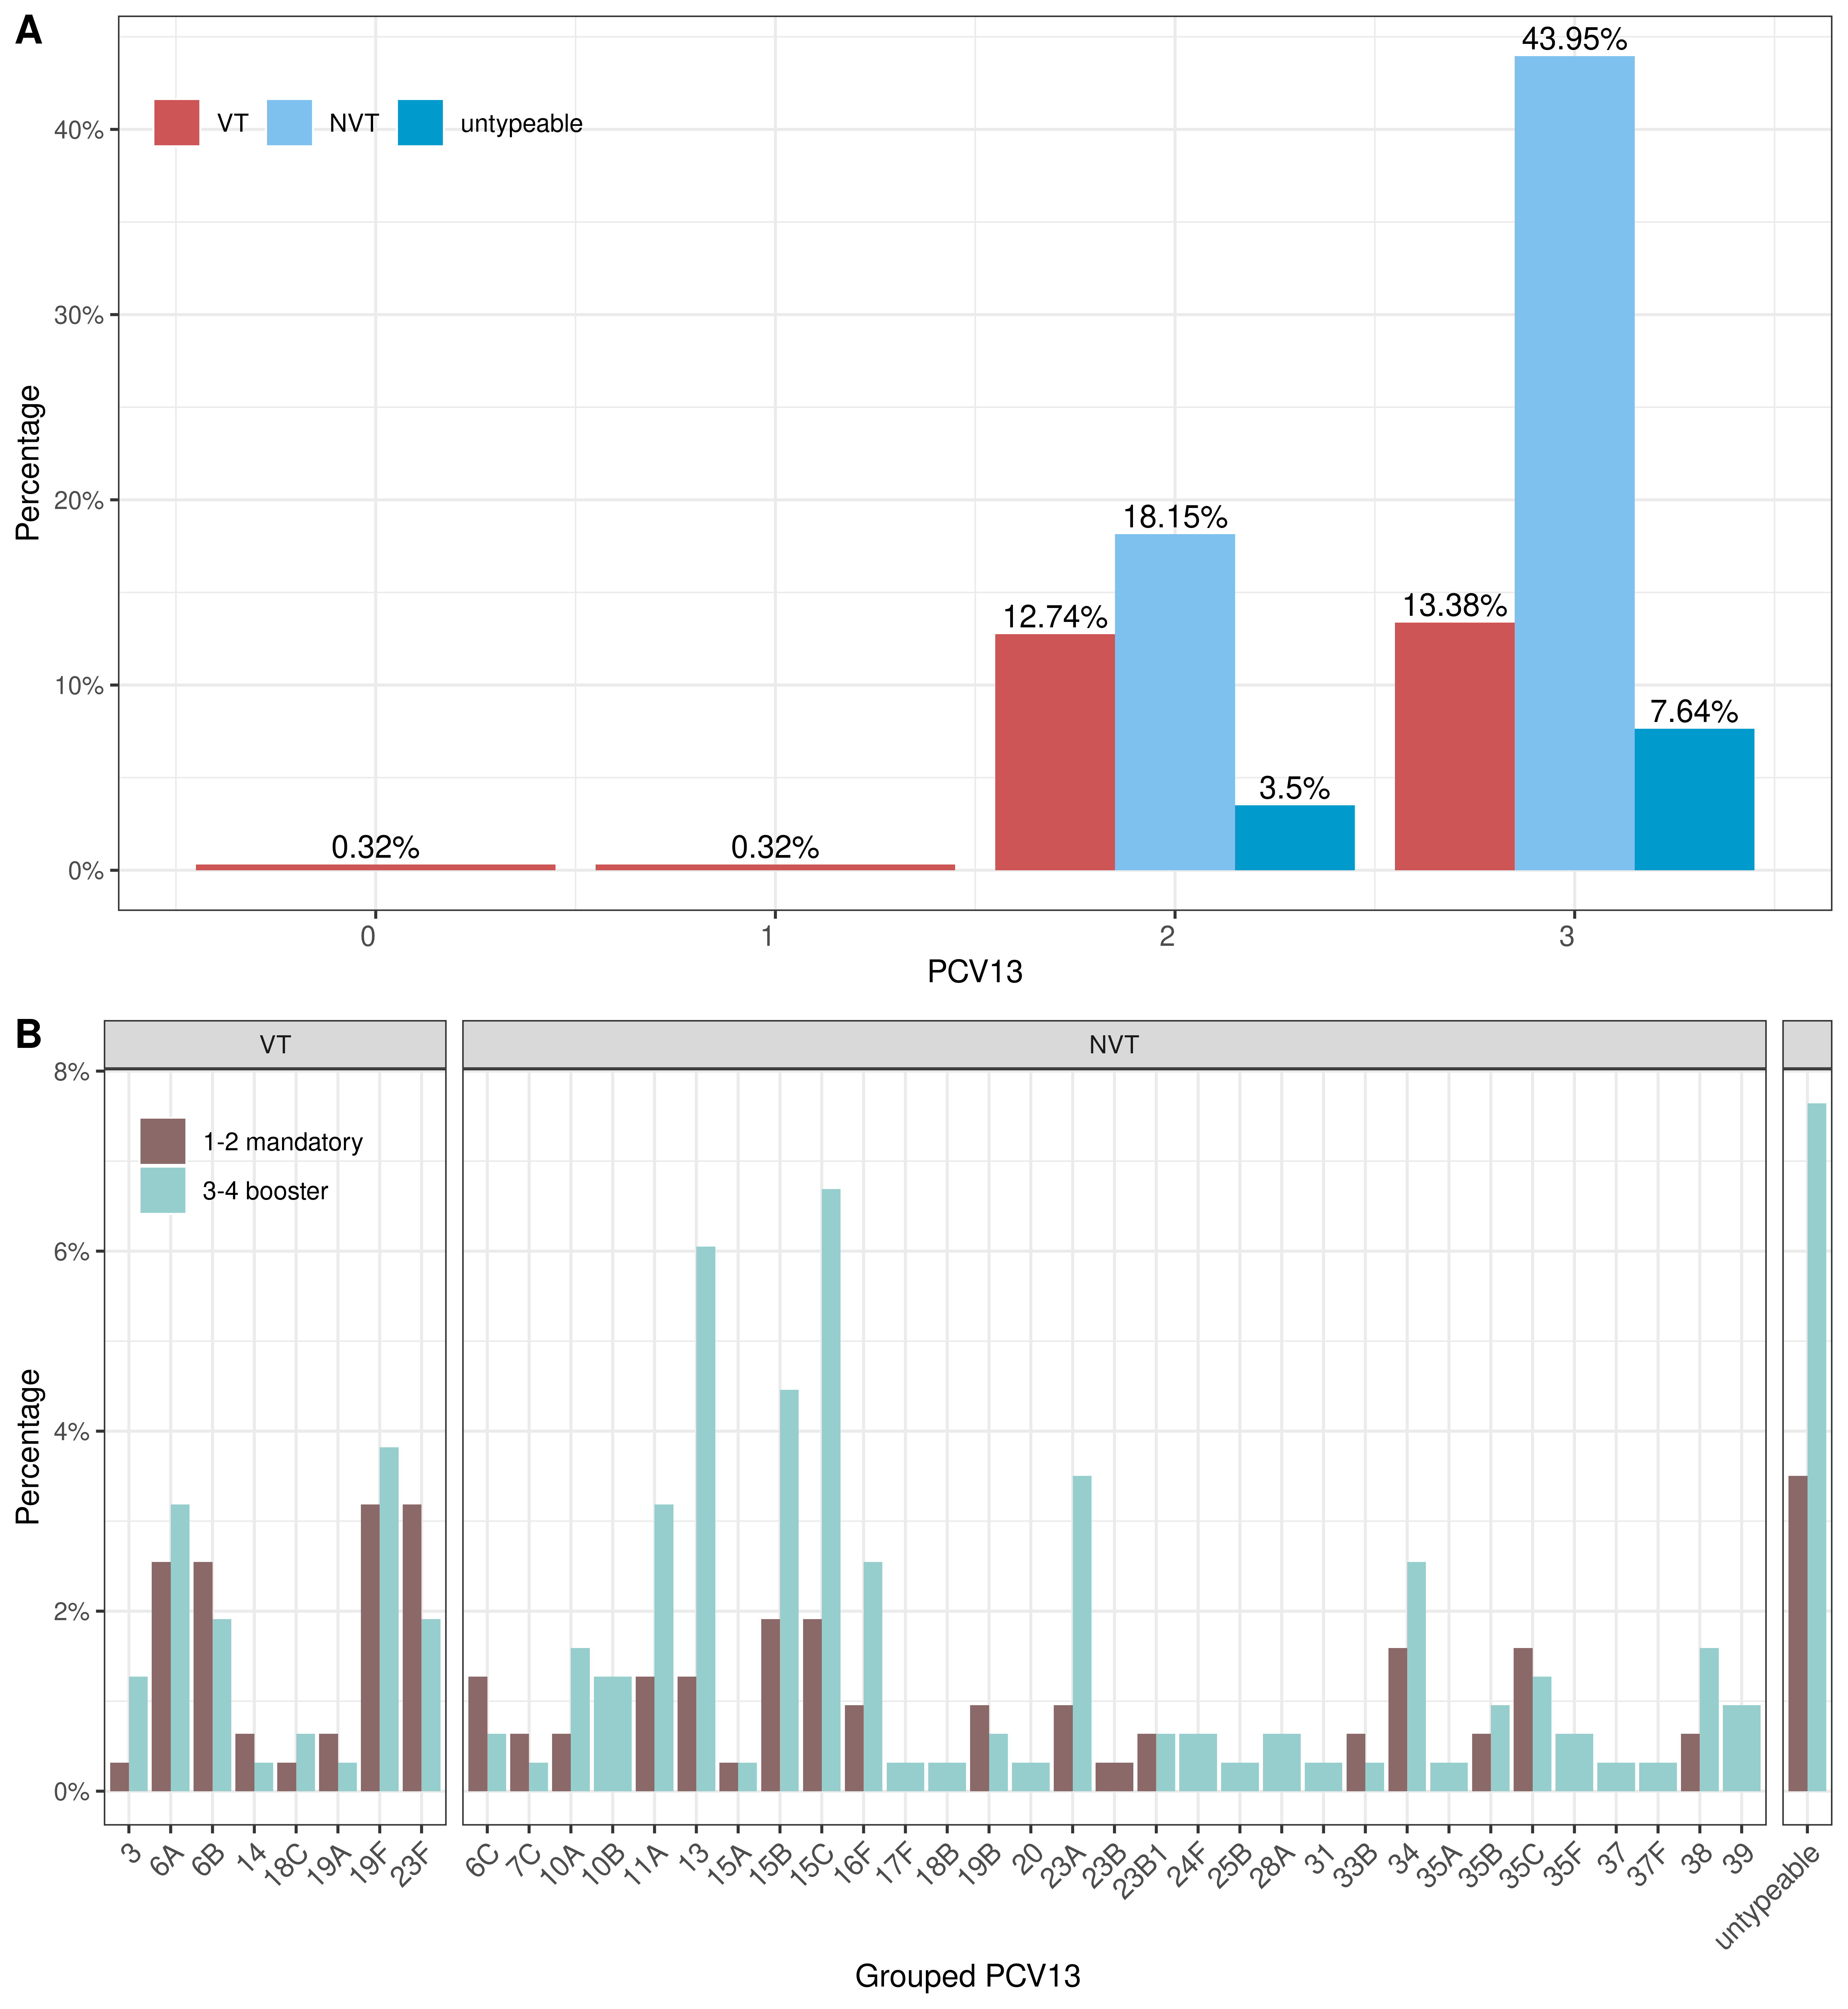 A
43.95%
VT NVT untypeable
40%
30%
20%
10%
0%
Percentage
18.15%
12.74%
13.38%
7.64%
3.5%
0.32%
0.32%
0 1 2 3
PCV13
B
VT NVT
8%
6%
4%
2%
0%
Percentage
1-2 mandatory
3-4 booster
3 6A 6B 14 18C 19A 19F 23F 6C 7C 10A 10B 11A 13 15A 15B 15C 16F 17F 18B 19B 20 23A 23B 23B1 24F 25B 28A 31 33B 34 35A 35B 35C 35F 37 37F 38 39 untypeable
Grouped PCV13